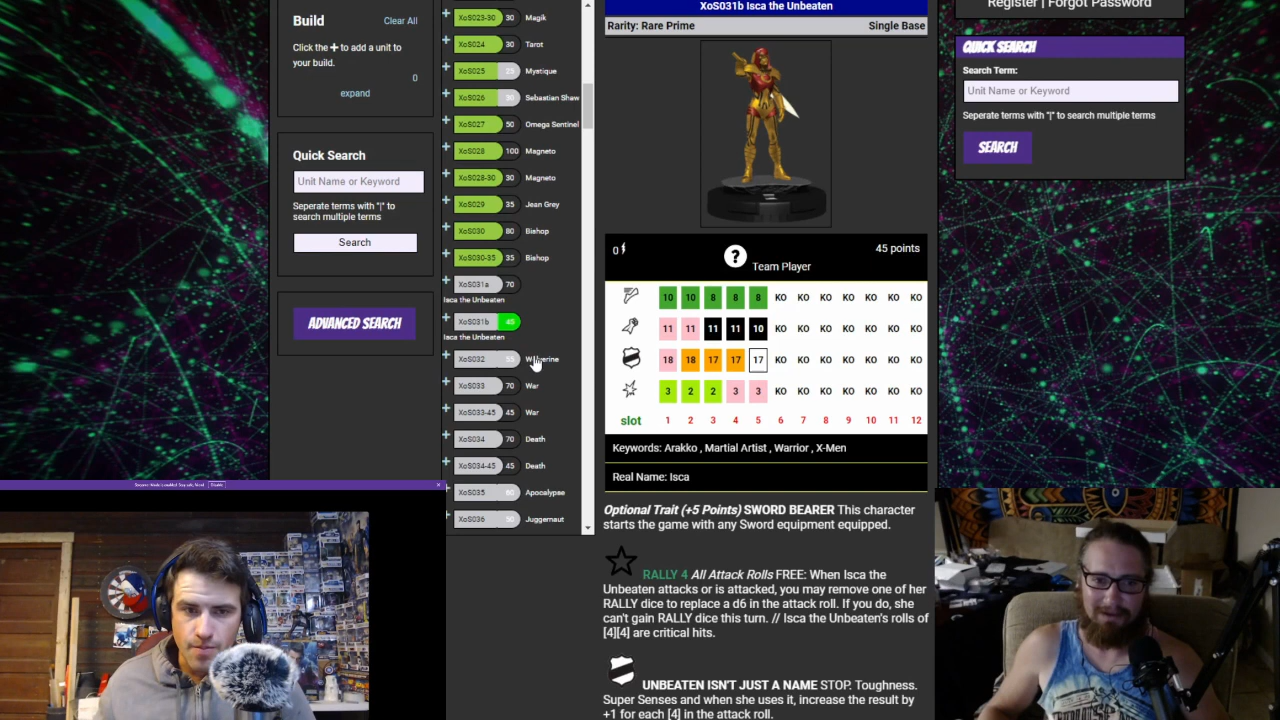 Build
Clear All
Click the + to add a unit to
your build.
0
expand
Quick Search
Unit Name or Keyword
Seperate terms with "|" to
search multiple terms
Search
ADVANCED SEARCH
XoS023-30 30 Magik
XoS024 30 Tarot
XoS025 25 Mystique
XoS026 30 Sebastian Shaw
XoS027 50 Omega Sentinel
XoS028 100 Magneto
XoS028-30 30 Magneto
XoS029 35 Jean Grey
XoS030 80 Bishop
XoS030-35 35 Bishop
XoS031a 70
Isca the Unbeaten
XoS031b 45
Isca the Unbeaten
XoS032 55 Wolverine
XoS033 70 War
XoS033-45 45 War
XoS034 70 Death
XoS034-45 45 Death
XoS035 Apocalypse
XoS036 Juggernaut
XoS031b Isca the Unbeaten
Rarity: Rare Prime Single Base
0 ? 45 points
Team Player
10 10 8 8 8 KO KO KO KO KO KO KO
11 11 11 11 10 KO KO KO KO KO KO KO
18 18 17 17 17 KO KO KO KO KO KO KO
3 2 2 3 3 KO KO KO KO KO KO KO
slot 1 2 3 4 5 6 7 8 9 10 11 12
Keywords: Arakko , Martial Artist , Warrior , X-Men
Real Name: Isca
Optional Trait (+5 Points) SWORD BEARER This character
starts the game with any Sword equipment equipped.
RALLY 4 All Attack Rolls FREE: When Isca the
Unbeaten attacks or is attacked, you may remove one of her
RALLY dice to replace a d6 in the attack roll. If you do, she
can't gain RALLY dice this turn. // Isca the Unbeaten's rolls of
[4][4] are critical hits.
UNBEATEN ISN'T JUST A NAME STOP. Toughness.
Super Senses and when she uses it, increase the result by
+1 for each [4] in the attack roll.
Register | Forgot Password
QUICK SEARCH
Search Term:
Unit Name or Keyword
Seperate terms with "|" to search multiple terms
SEARCH